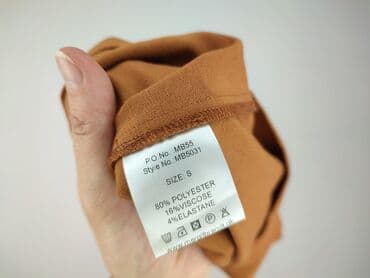 P.O No.:MB55
Style No.:MB5031
SIZE: S
80% POLYESTER
16%VISCOSE
4%ELASTANE